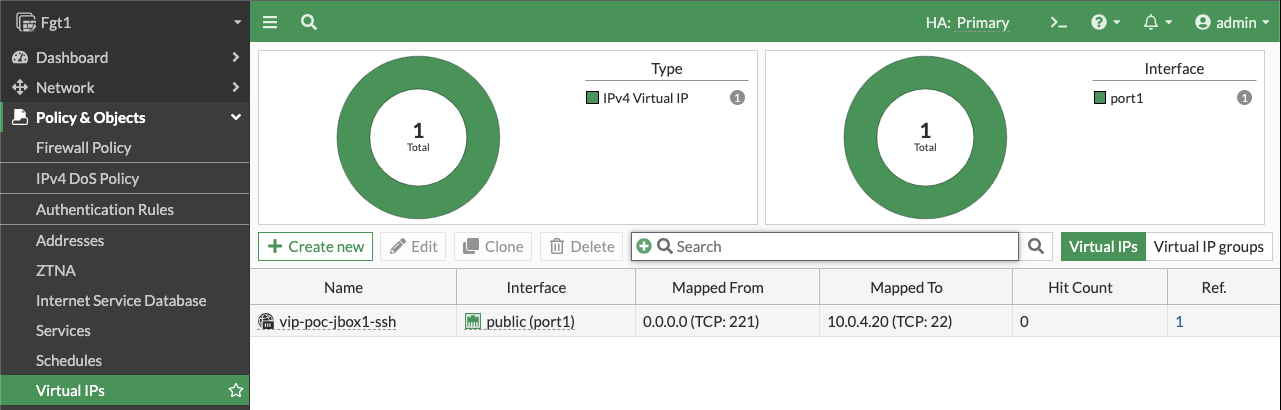 Fgt1
HA: Primary
admin
Dashboard
Network
Policy & Objects
Firewall Policy
IPv4 DoS Policy
Authentication Rules
Addresses
ZTNA
Internet Service Database
Services
Schedules
Virtual IPs
1
Total
Type
IPv4 Virtual IP 1
1
Total
Interface
port1 1
Create new Edit Clone Delete Search Virtual IPs Virtual IP groups
Name Interface Mapped From Mapped To Hit Count Ref.
vip-poc-jbox1-ssh public (port1) 0.0.0.0 (TCP: 221) 10.0.4.20 (TCP: 22) 0 1